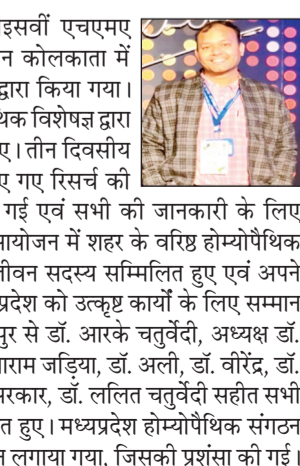 इसवीं एचएमए
न कोलकाता में
द्वारा किया गया।
थिक विशेषज्ञ द्वारा
ए। तीन दिवसीय
ए गए रिसर्च की
गई एवं सभी की जानकारी के लिए
आयोजन में शहर के वरिष्ठ होम्योपैथिक
जीवन सदस्य सम्मिलित हुए एवं अपने
प्रदेश को उत्कृष्ट कार्यों के लिए सम्मान
पुर से डॉ. आरके चतुर्वेदी, अध्यक्ष डॉ.
ाराम जड़िया, डॉ. अली, डॉ. वीरेंद्र, डॉ.
सरकार, डॉ. ललित चतुर्वेदी सहीत सभी
त हुए। मध्यप्रदेश होम्योपैथिक संगठन
न लगाया गया, जिसकी प्रशंसा की गई।